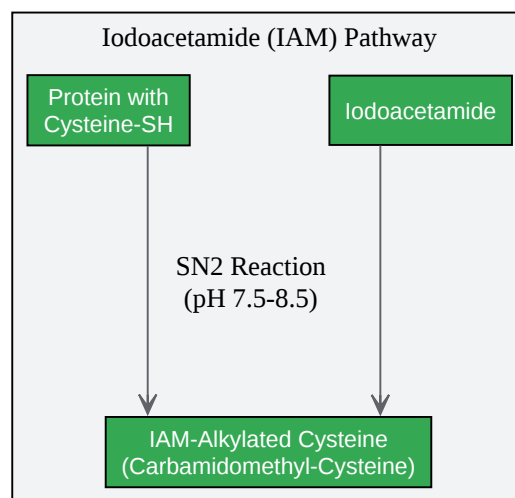 Iodoacetamide (IAM) Pathway
Protein with
Cysteine-SH
Iodoacetamide
SN2 Reaction
(pH 7.5-8.5)
IAM-Alkylated Cysteine
(Carbamidomethyl-Cysteine)